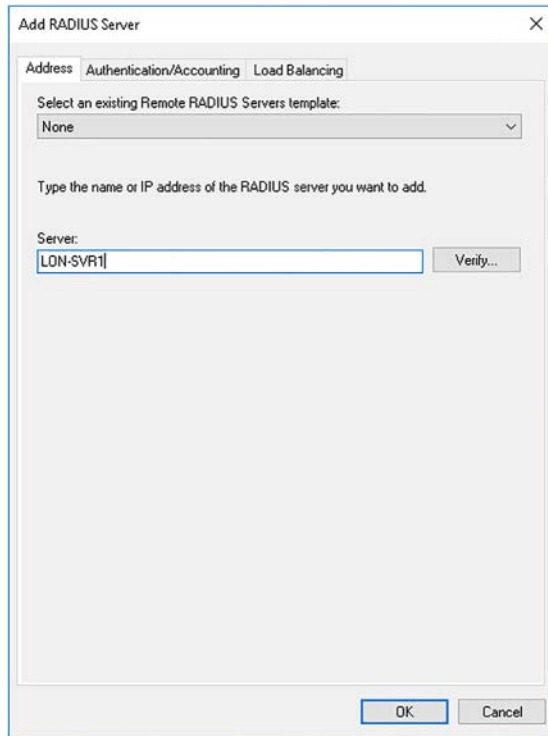 Add RADIUS Server
Address Authentication/Accounting Load Balancing
Select an existing Remote RADIUS Servers template:
None
Type the name or IP address of the RADIUS server you want to add.
Server:
LON-SVR1
Verify...
OK Cancel